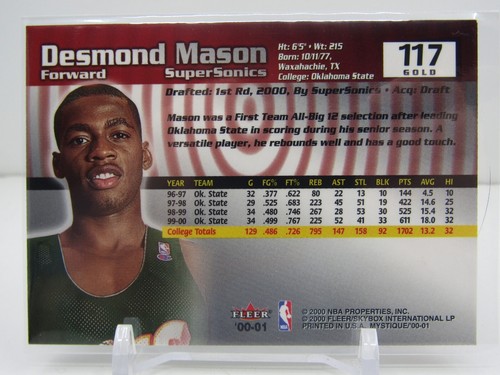 Desmond Mason
Forward SuperSonics
Ht: 6'5" • Wt: 215
Born: 10/11/77,
Waxahachie, TX
College: Oklahoma State
117
GOLD
Drafted: 1st Rd, 2000, By SuperSonics • Acq: Draft
Mason was a First Team All-Big 12 selection after leading
Oklahoma State in scoring during his senior season. A
versatile player, he rebounds well and has a good touch.
YEAR TEAM G FG% FT% REB AST STL BLK PTS AVG HI
96-97 Ok. State 32 .377 .622 80 22 13 10 144 4.5 10
97-98 Ok. State 29 .525 .683 223 45 51 19 422 14.6 25
98-99 Ok. State 34 .480 .746 267 28 53 30 525 15.4 32
99-00 Ok. State 34 .499 .767 225 52 41 33 611 18.0 32
College Totals 129 .486 .726 795 147 158 92 1702 13.2 32
FLEER
'00-01
NBA
© 2000 NBA PROPERTIES, INC.
© 2000 FLEER/SKYBOX INTERNATIONAL LP
PRINTED IN U.S.A. MYSTIQUE/'00-01